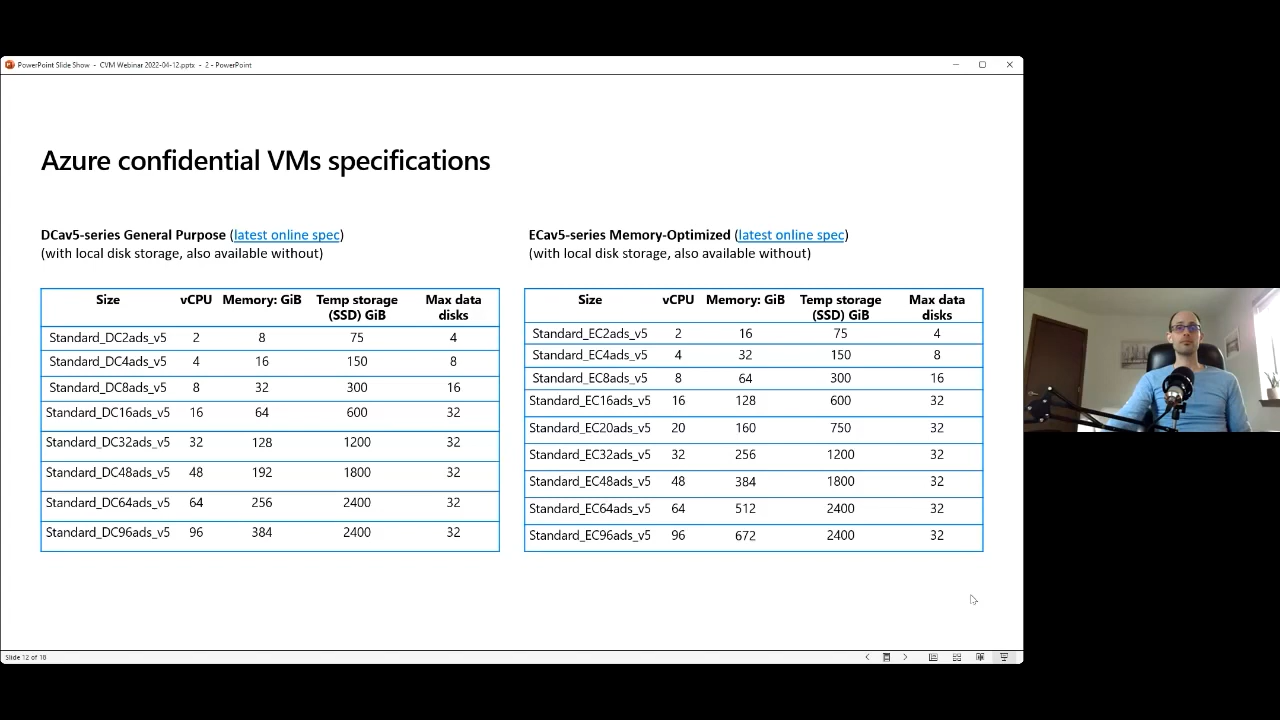 PowerPoint Slide Show - CVM Webinar 2022-04-12.pptx - 2 - PowerPoint
Azure confidential VMs specifications
DCav5-series General Purpose (latest online spec)
(with local disk storage, also available without)
Size vCPU Memory: GiB Temp storage (SSD) GiB Max data disks
Standard_DC2ads_v5 2 8 75 4
Standard_DC4ads_v5 4 16 150 8
Standard_DC8ads_v5 8 32 300 16
Standard_DC16ads_v5 16 64 600 32
Standard_DC32ads_v5 32 128 1200 32
Standard_DC48ads_v5 48 192 1800 32
Standard_DC64ads_v5 64 256 2400 32
Standard_DC96ads_v5 96 384 2400 32
ECav5-series Memory-Optimized (latest online spec)
(with local disk storage, also available without)
Size vCPU Memory: GiB Temp storage (SSD) GiB Max data disks
Standard_EC2ads_v5 2 16 75 4
Standard_EC4ads_v5 4 32 150 8
Standard_EC8ads_v5 8 64 300 16
Standard_EC16ads_v5 16 128 600 32
Standard_EC20ads_v5 20 160 750 32
Standard_EC32ads_v5 32 256 1200 32
Standard_EC48ads_v5 48 384 1800 32
Standard_EC64ads_v5 64 512 2400 32
Standard_EC96ads_v5 96 672 2400 32
Slide 12 of 18